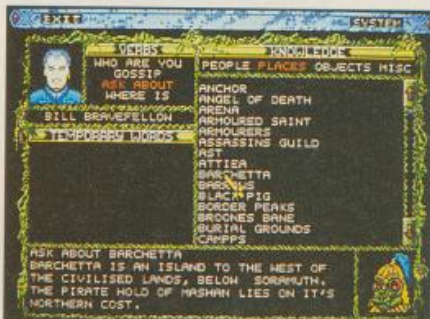 EXIT SYSTEM
VERBS
WHO ARE YOU
GOSSIP
ASK ABOUT
WHERE IS
BILL BRAVEFELLOW
TEMPORARY WORDS
KNOWLEDGE
PEOPLE PLACES OBJECTS MISC
ANCHOR
ANGEL OF DEATH
ARENA
ARMOURED SAINT
ARMOURERS
ASSASSINS GUILD
AST
ATTIEA
BARCHETTA
BLACK PIG
BORDER PEAKS
BROONES BANE
BURIAL GROUNDS
CAMPPS
ASK ABOUT BARCHETTA
BARCHETTA IS AN ISLAND TO THE WEST OF
THE CIVILISED LANDS, BELOW SORAMUTH.
THE PIRATE HOLD OF MASHAN LIES ON IT'S
NORTHERN COST.